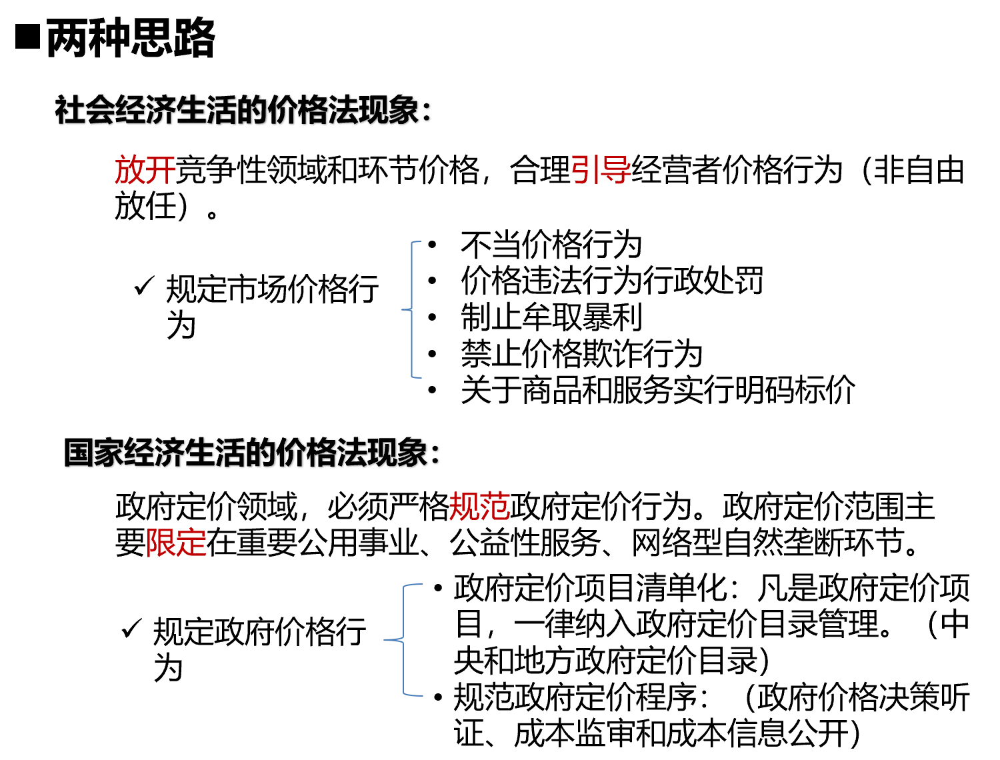 ■两种思路
社会经济生活的价格法现象：
放开竞争性领域和环节价格，合理引导经营者价格行为（非自由
放任）。
✓ 规定市场价格行
为
• 不当价格行为
• 价格违法行为行政处罚
• 制止牟取暴利
• 禁止价格欺诈行为
• 关于商品和服务实行明码标价
国家经济生活的价格法现象：
政府定价领域，必须严格规范政府定价行为。政府定价范围主
要限定在重要公用事业、公益性服务、网络型自然垄断环节。
✓ 规定政府价格行
为
• 政府定价项目清单化：凡是政府定价项
目，一律纳入政府定价目录管理。（中
央和地方政府定价目录）
• 规范政府定价程序：（政府价格决策听
证、成本监审和成本信息公开）